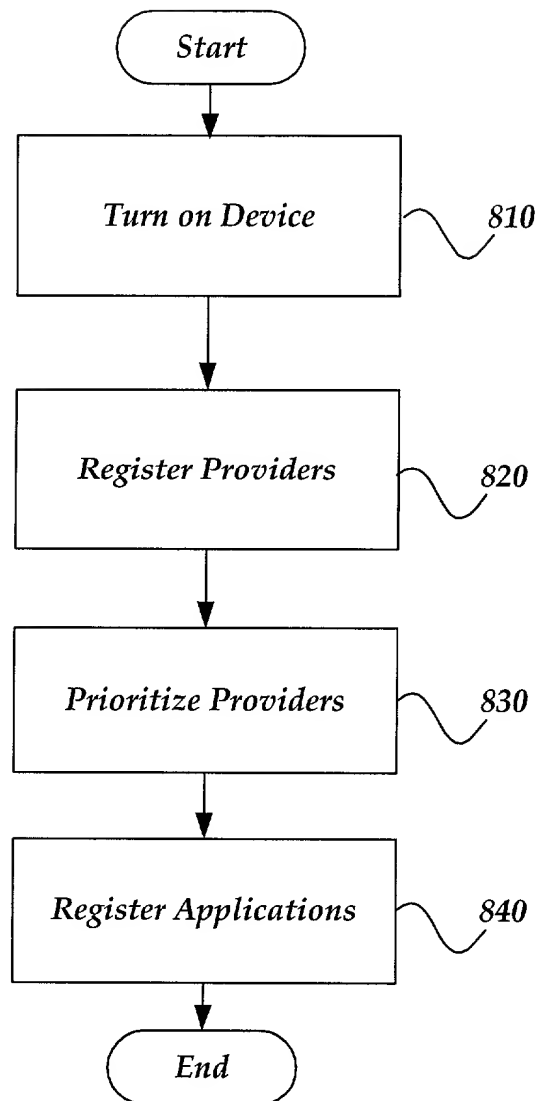 Start
Turn on Device
810
Register Providers
820
Prioritize Providers
830
Register Applications
840
End